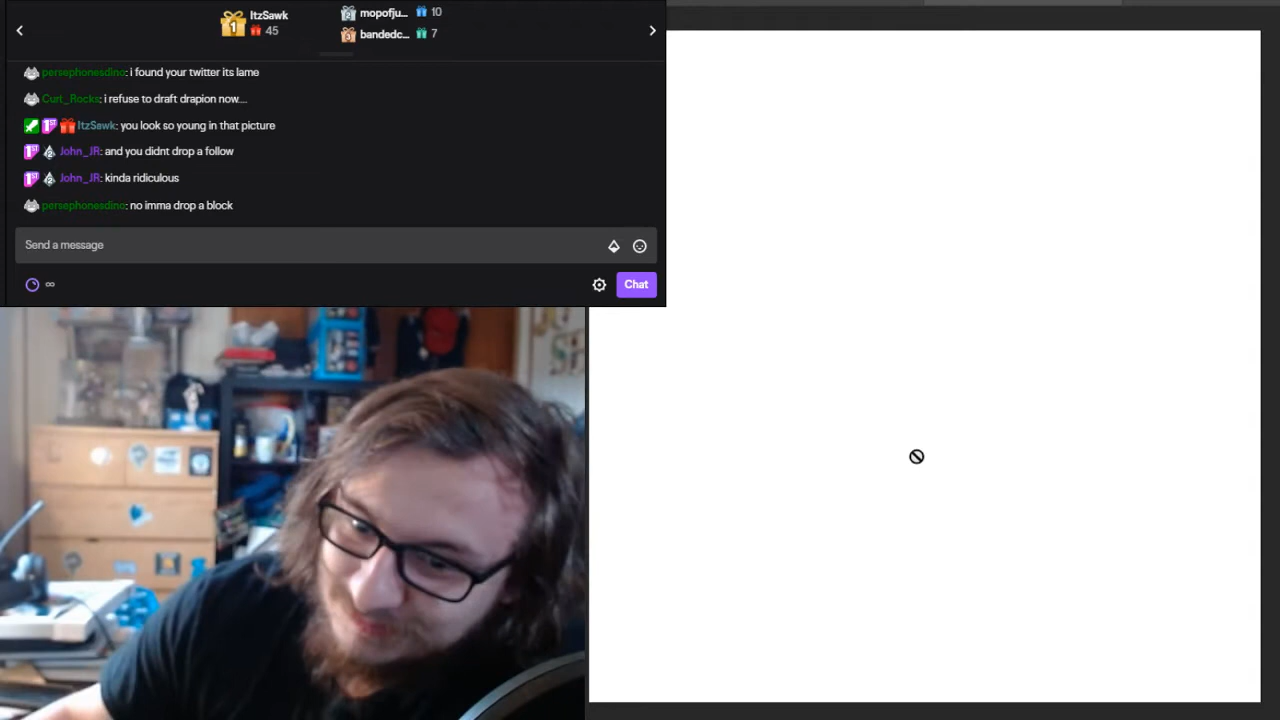 ItzSawk
45
mopofju... 10
bandedc... 7
persephonesdino: i found your twitter its lame
Curt_Rocks: i refuse to draft drapion now....
ItzSawk: you look so young in that picture
John_JR: and you didnt drop a follow
John_JR: kinda ridiculous
persephonesdino: no imma drop a block
Send a message
∞
Chat